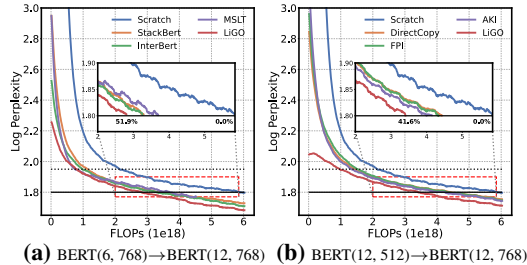 Scratch
StackBert
InterBert
MSLT
LiGO
Log Perplexity
3.0
2.8
2.6
2.4
2.2
2.0
1.8
1.90
1.85
1.80
2 3 4 5
51.9% 0.0%
0 1 2 3 4 5 6
FLOPs (1e18)
(a) BERT(6, 768)→BERT(12, 768)
Scratch
DirectCopy
FPI
AKI
LiGO
Log Perplexity
3.0
2.8
2.6
2.4
2.2
2.0
1.8
1.90
1.85
1.80
2 3 4 5
41.6% 0.0%
0 1 2 3 4 5 6
FLOPs (1e18)
(b) BERT(12, 512)→BERT(12, 768)